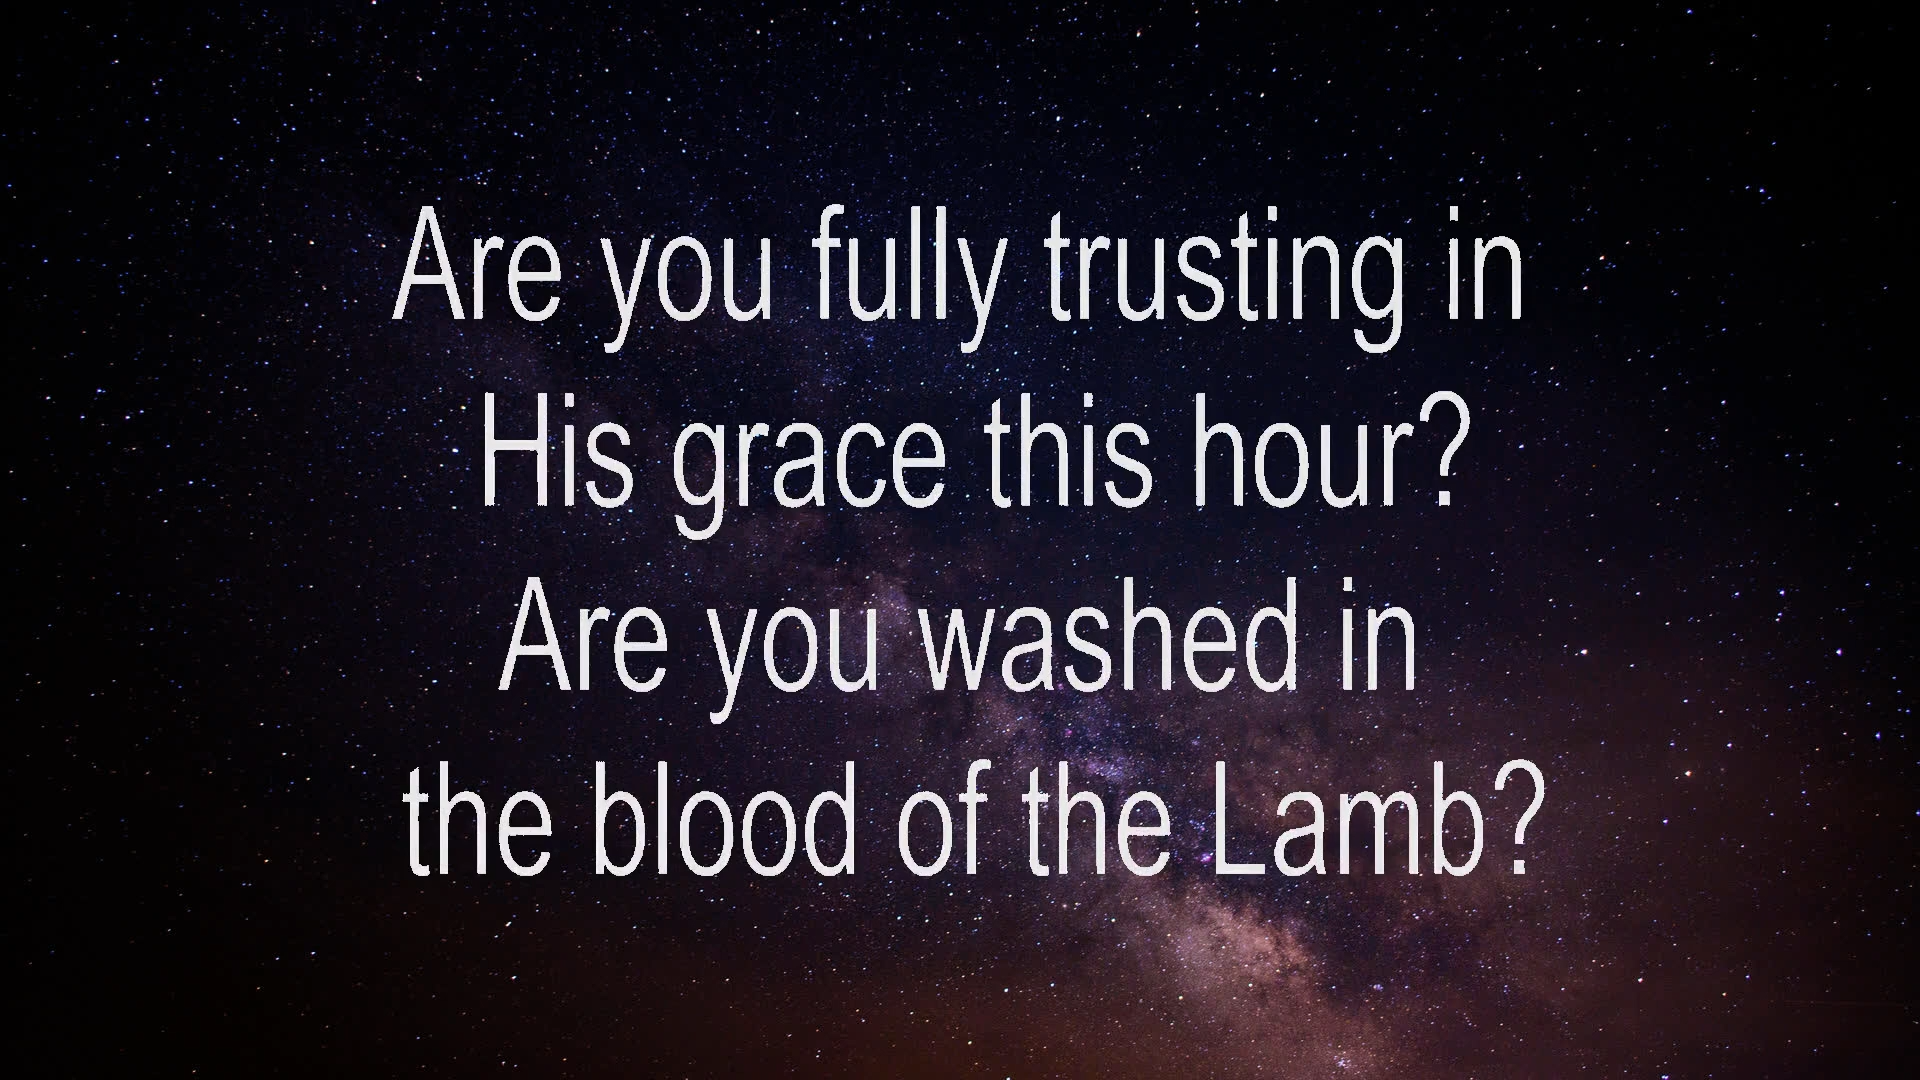 Are you fully trusting in
His grace this hour?
Are you washed in
the blood of the Lamb?